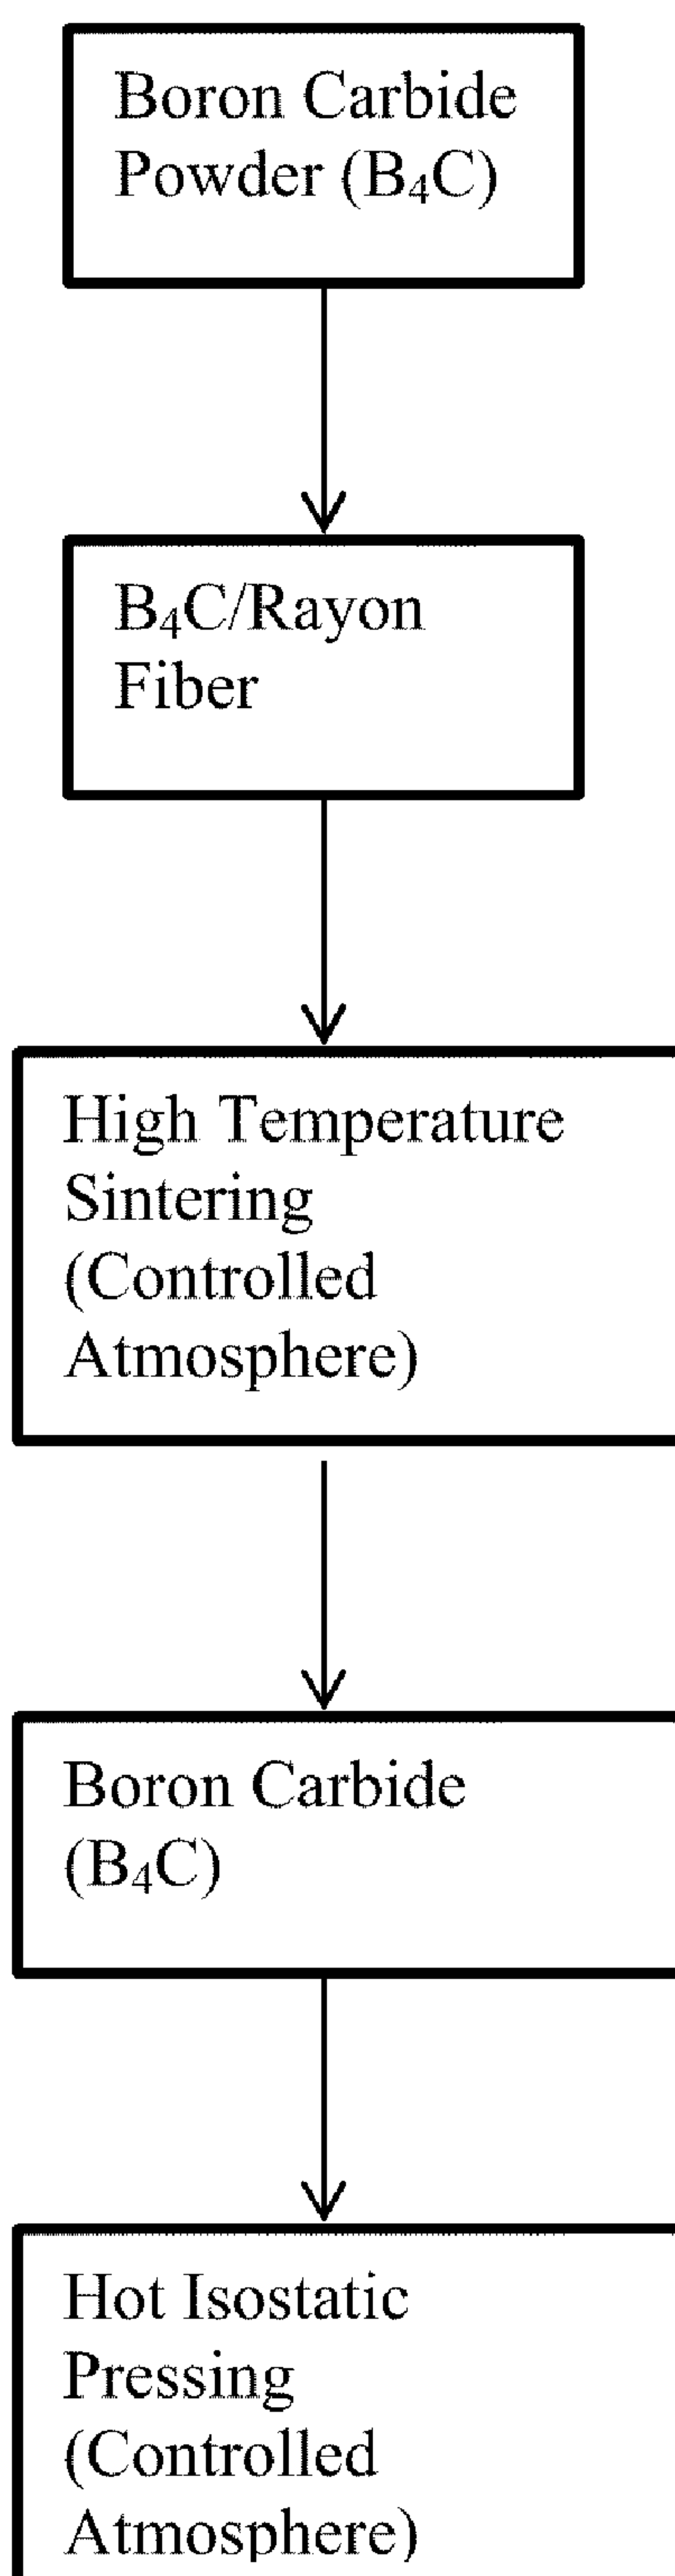 Boron Carbide
Powder (B₄C)
B₄C/Rayon
Fiber
High Temperature
Sintering
(Controlled
Atmosphere)
Boron Carbide
(B₄C)
Hot Isostatic
Pressing
(Controlled
Atmosphere)